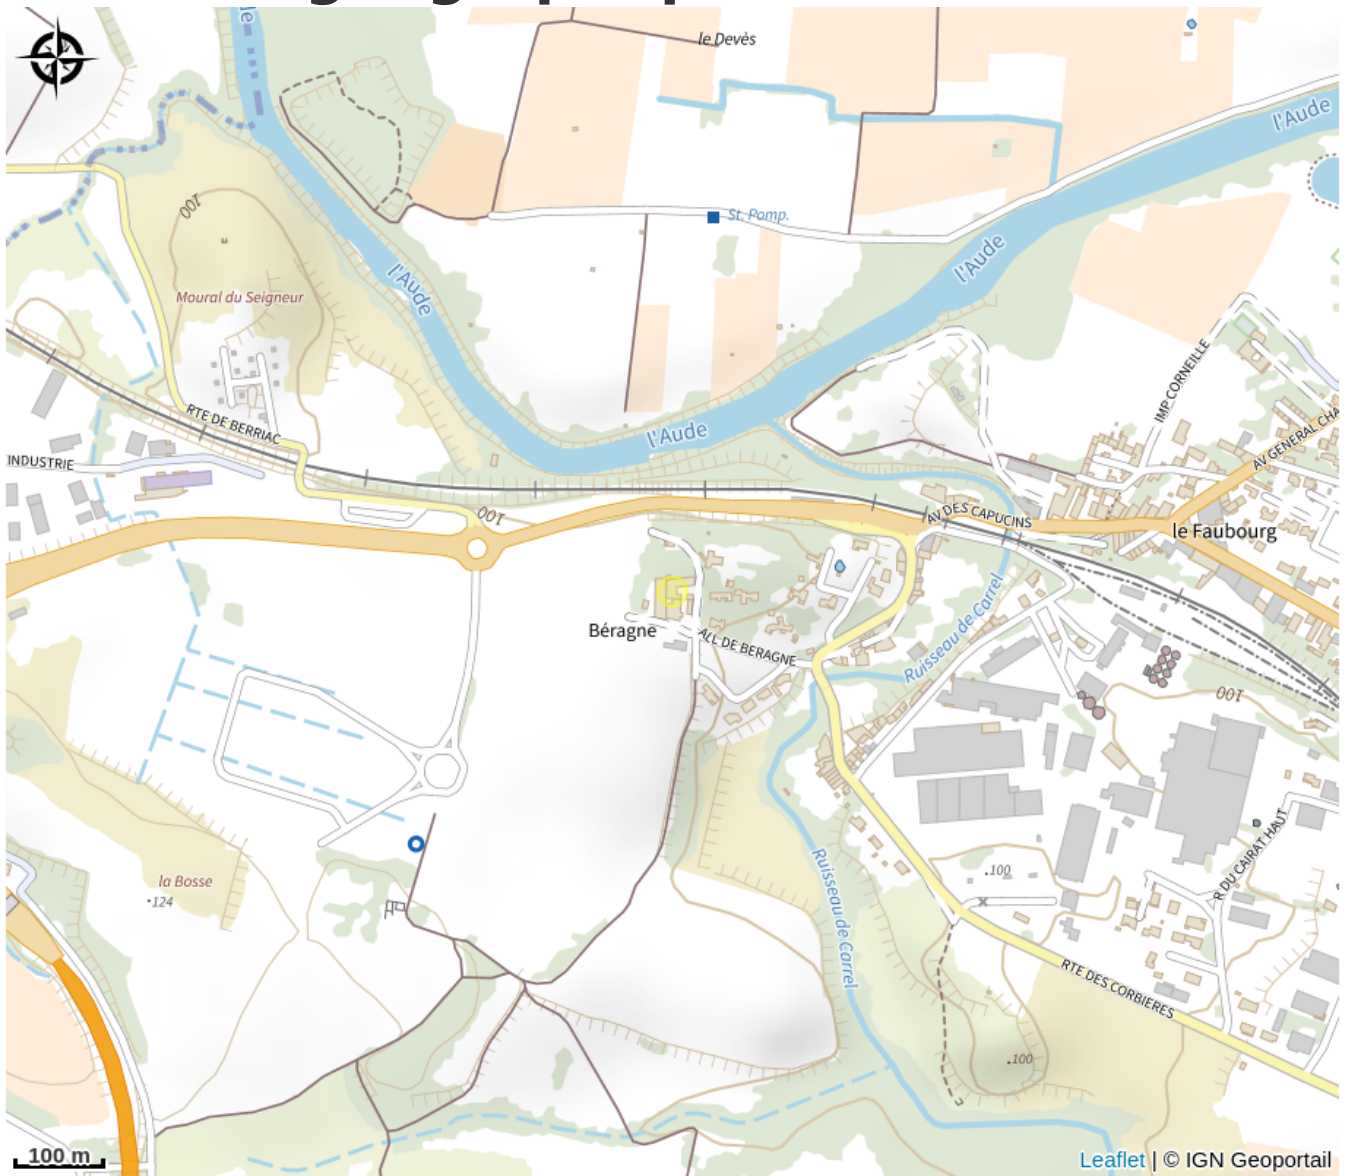 le Devès
l'Aude
100
St. Pomp.
l'Aude
l'Aude
Moural du Seigneur
IMP CORNEILLE
RTE DE BERRIAC
l'Aude
AV GENERAL CHA
INDUSTRIE
100
AV DES CAPUCINS
le Faubourg
Béragne
ALL DE BERAGNE
Ruisseau de Carrel
100
la Bosse
124
Ruisseau de Carrel
100
R DU CAIRAT HAUT
RTE DES CORBIERES
100
100 m
Leaflet | © IGN Geoportail